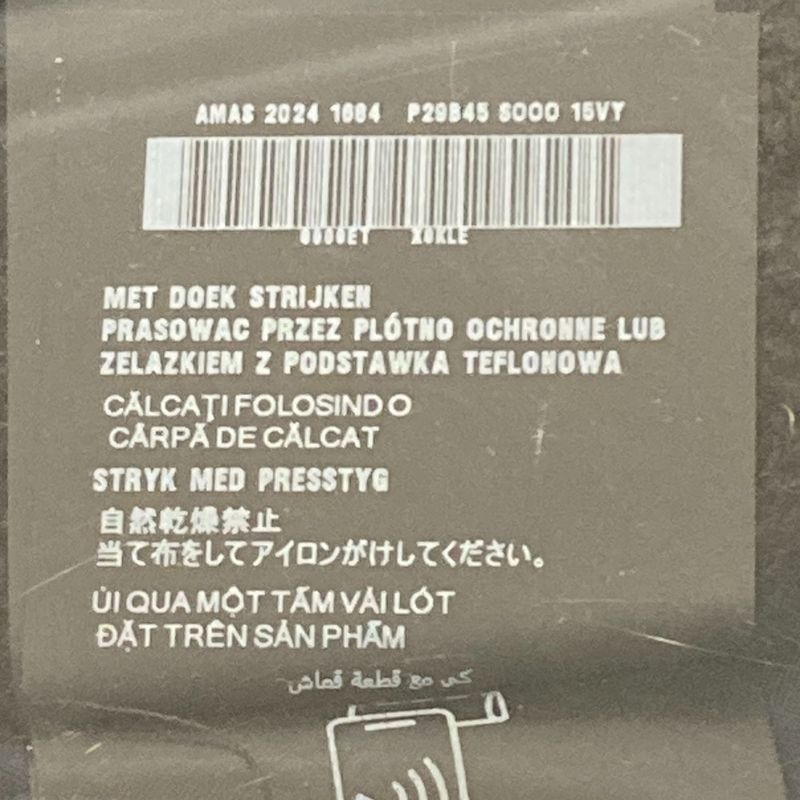 AMAS 2024 1684 P29B45 SOOO 15VY
X0KLE
MET DOEK STRIJKEN
PRASOWAC PRZEZ PLÓTNO OCHRONNE LUB
ZELAZKIEM Z PODSTAWKA TEFLONOWA
CĂLCAȚI FOLOSIND O
CÂRPĂ DE CĂLCAT
STRYK MED PRESSTYG
自然乾燥禁止
当て布をしてアイロンがけしてください。
ỦI QUA MỘT TẤM VẢI LÓT
ĐẶT TRÊN SẢN PHẨM
كي مع قطعة قماش